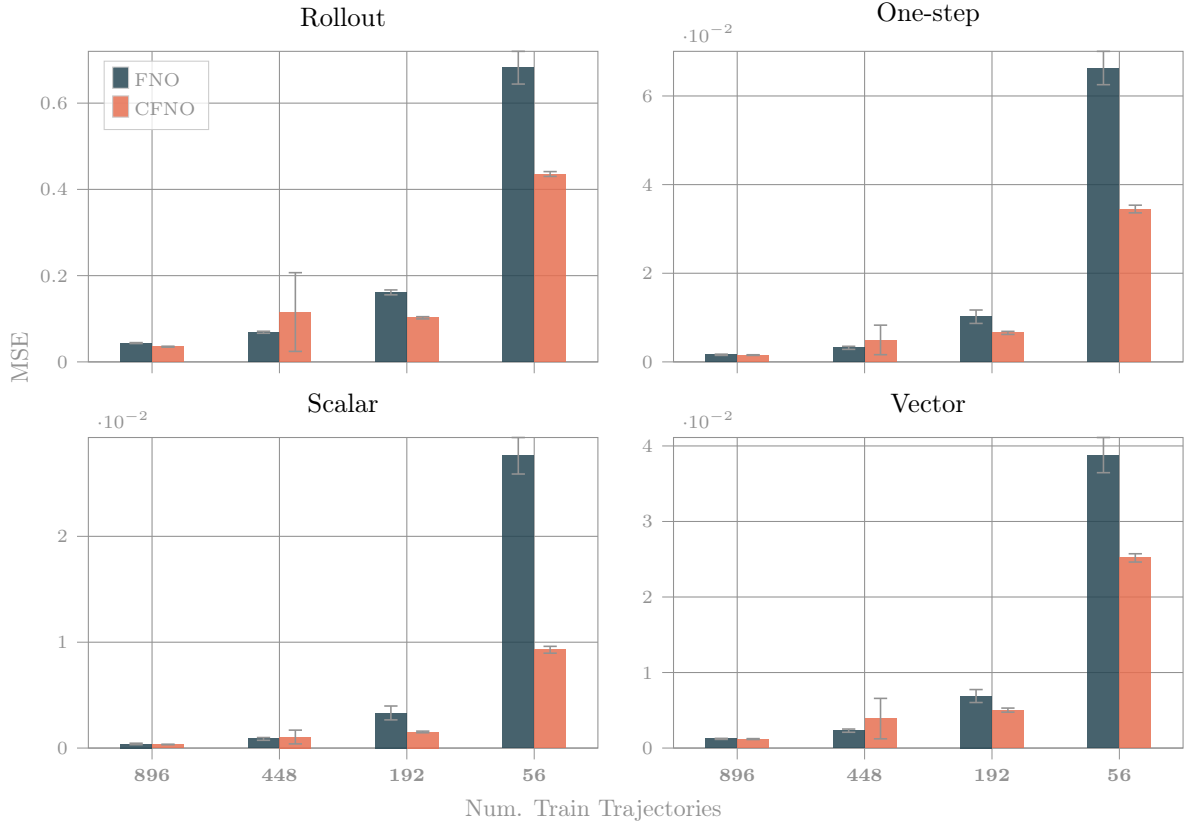 Rollout
One-step
·10⁻²
FNO
CFNO
0.6
0.4
0.2
0
6
4
2
0
MSE
Scalar
Vector
·10⁻²
·10⁻²
2
1
0
4
3
2
1
0
896 448 192 56
896 448 192 56
Num. Train Trajectories